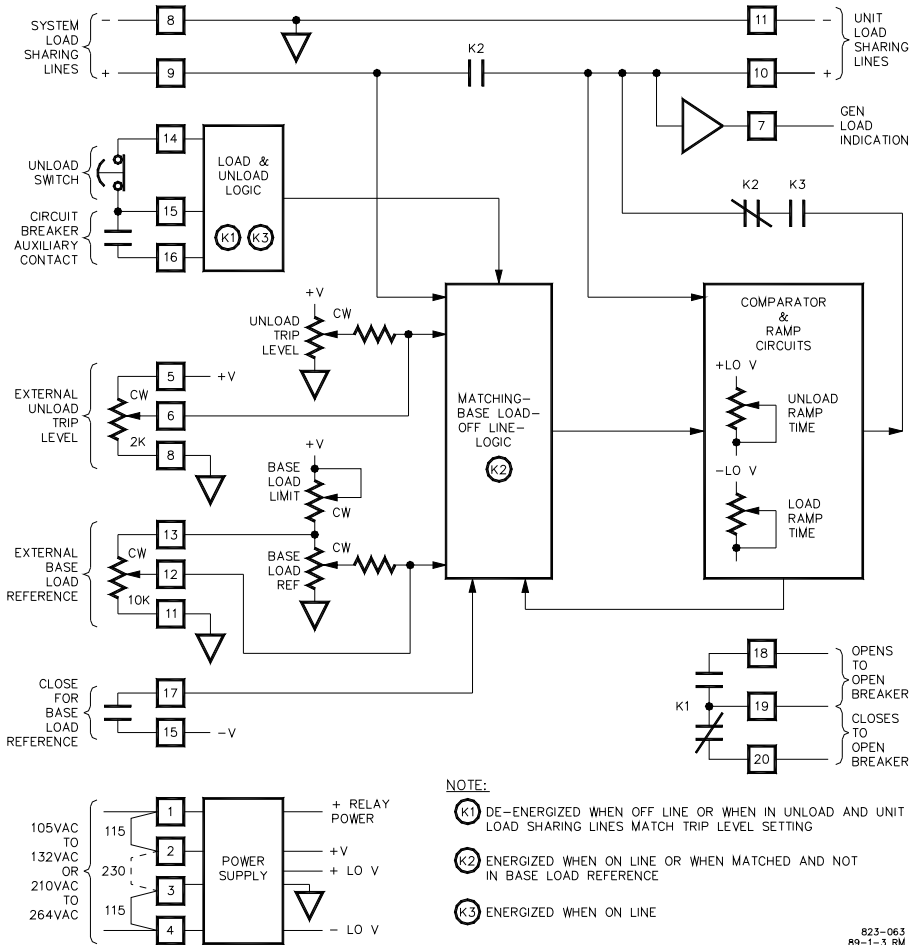 SYSTEM
LOAD
SHARING
LINES
-
8
11
-
UNIT
LOAD
SHARING
LINES
+
9
K2
10
+
7
GEN
LOAD
INDICATION
UNLOAD
SWITCH
14
LOAD &
UNLOAD
LOGIC
K1
K3
CIRCUIT
BREAKER
AUXILIARY
CONTACT
15
16
K2
K3
+V
CW
UNLOAD
TRIP
LEVEL
EXTERNAL
UNLOAD
TRIP
LEVEL
CW
2K
5
+V
6
8
MATCHING-
BASE LOAD-
OFF LINE-
LOGIC
K2
COMPARATOR
&
RAMP
CIRCUITS
+LO V
UNLOAD
RAMP
TIME
-LO V
LOAD
RAMP
TIME
+V
BASE
LOAD
LIMIT
CW
BASE
LOAD
REF
CW
EXTERNAL
BASE
LOAD
REFERENCE
CW
10K
13
12
11
CLOSE
FOR
BASE
LOAD
REFERENCE
17
15
-V
K1
18
19
20
OPENS
TO
OPEN
BREAKER
CLOSES
TO
OPEN
BREAKER
105VAC
TO
132VAC
OR
210VAC
TO
264VAC
115
230
115
1
2
3
4
POWER
SUPPLY
+ RELAY
POWER
+V
+ LO V
- LO V
NOTE:
K1 DE-ENERGIZED WHEN OFF LINE OR WHEN IN UNLOAD AND UNIT
LOAD SHARING LINES MATCH TRIP LEVEL SETTING
K2 ENERGIZED WHEN ON LINE OR WHEN MATCHED AND NOT
IN BASE LOAD REFERENCE
K3 ENERGIZED WHEN ON LINE
823-063
89-1-3 RM